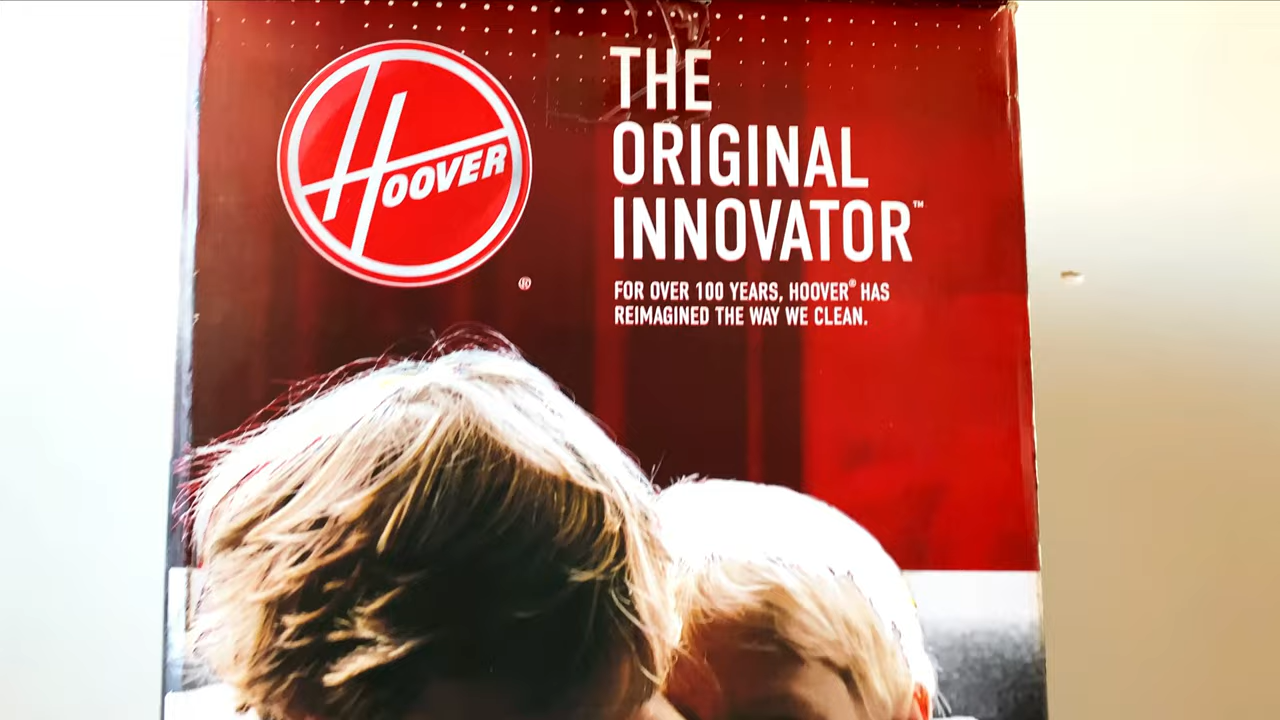 HOOVER
®
THE
ORIGINAL
INNOVATOR™
FOR OVER 100 YEARS, HOOVER® HAS
REIMAGINED THE WAY WE CLEAN.